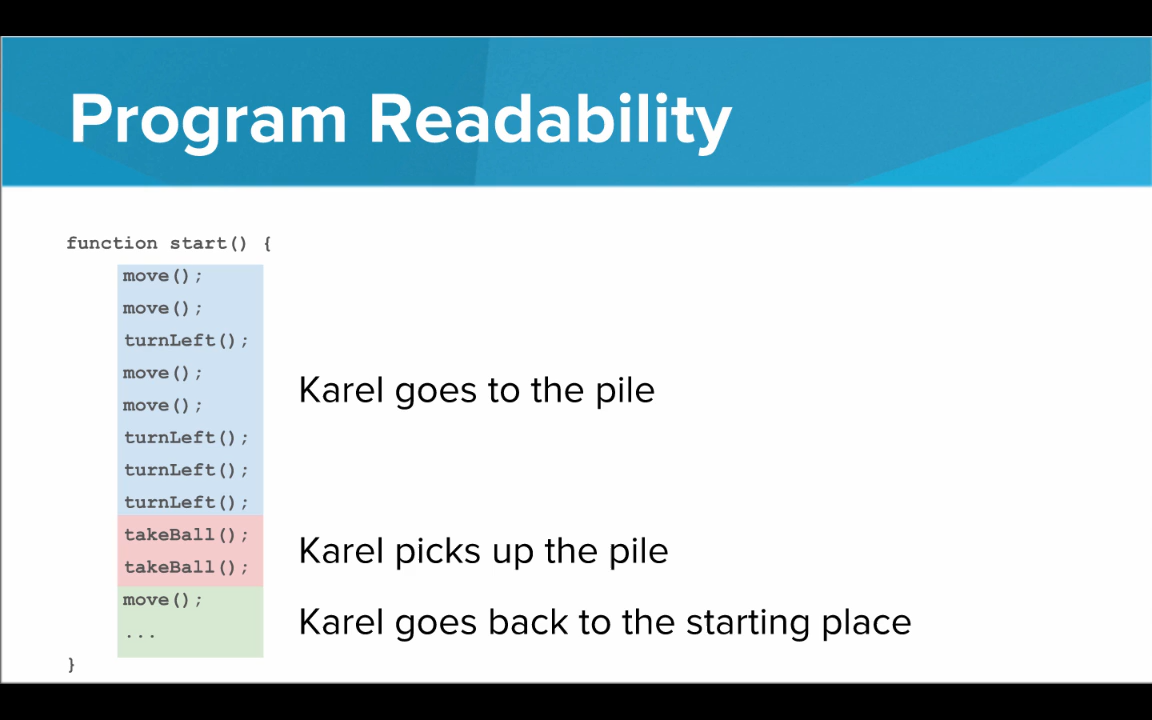 Program Readability
function start() {
move();
move();
turnLeft();
move();
move();
turnLeft();
turnLeft();
turnLeft();
takeBall();
takeBall();
move();
...
}
Karel goes to the pile
Karel picks up the pile
Karel goes back to the starting place